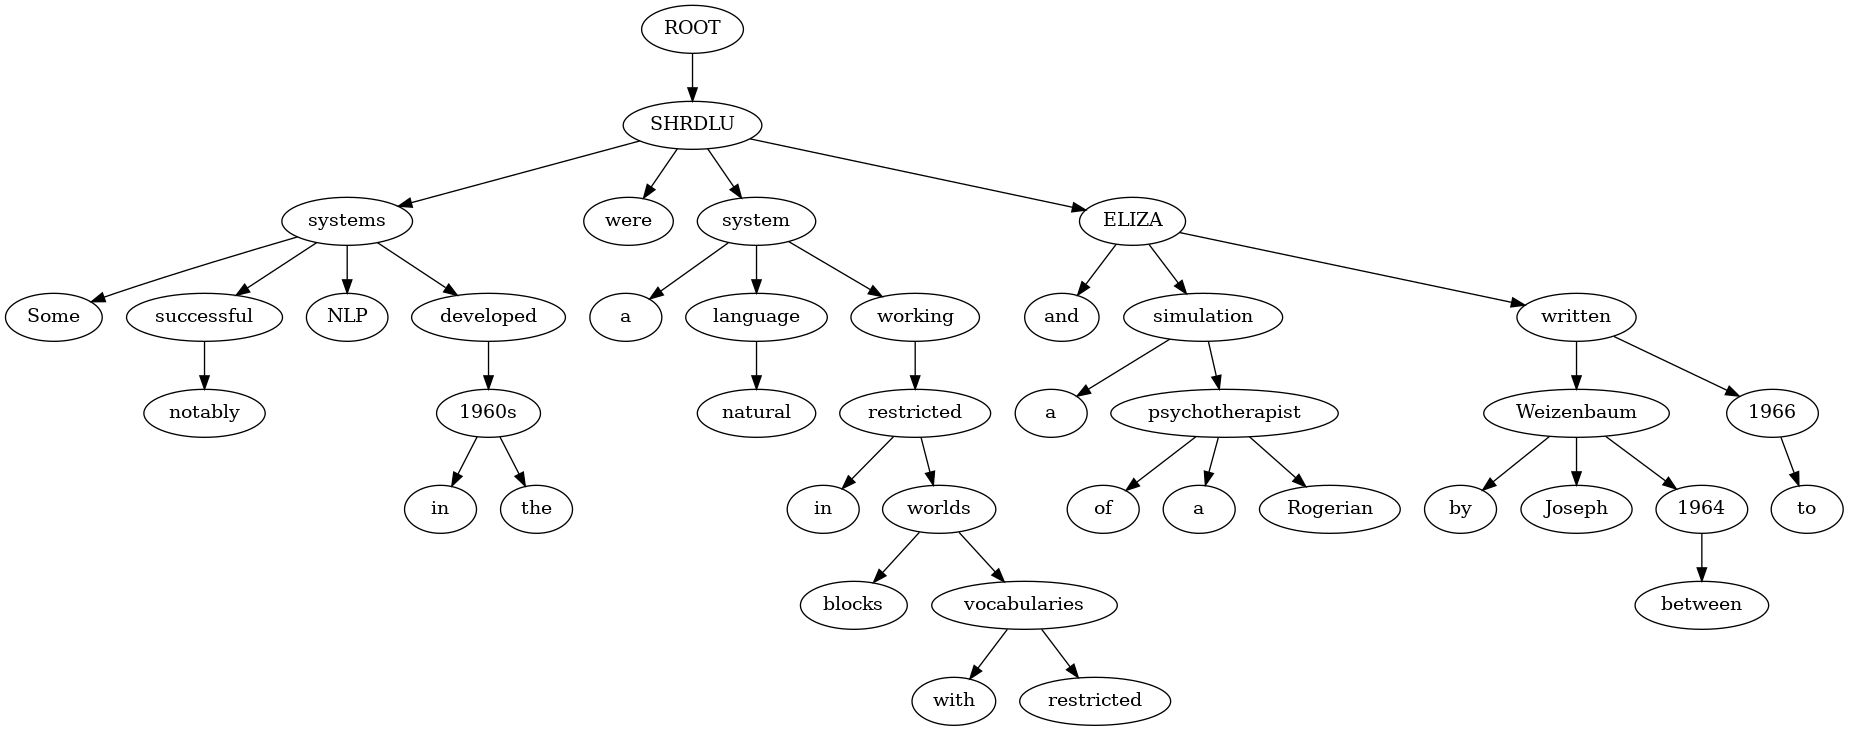 ROOT
SHRDLU
systems were system ELIZA
Some successful NLP developed a language working and simulation written
notably 1960s natural restricted a psychotherapist Weizenbaum 1966
in the in worlds of a Rogerian by Joseph 1964 to
blocks vocabularies between
with restricted